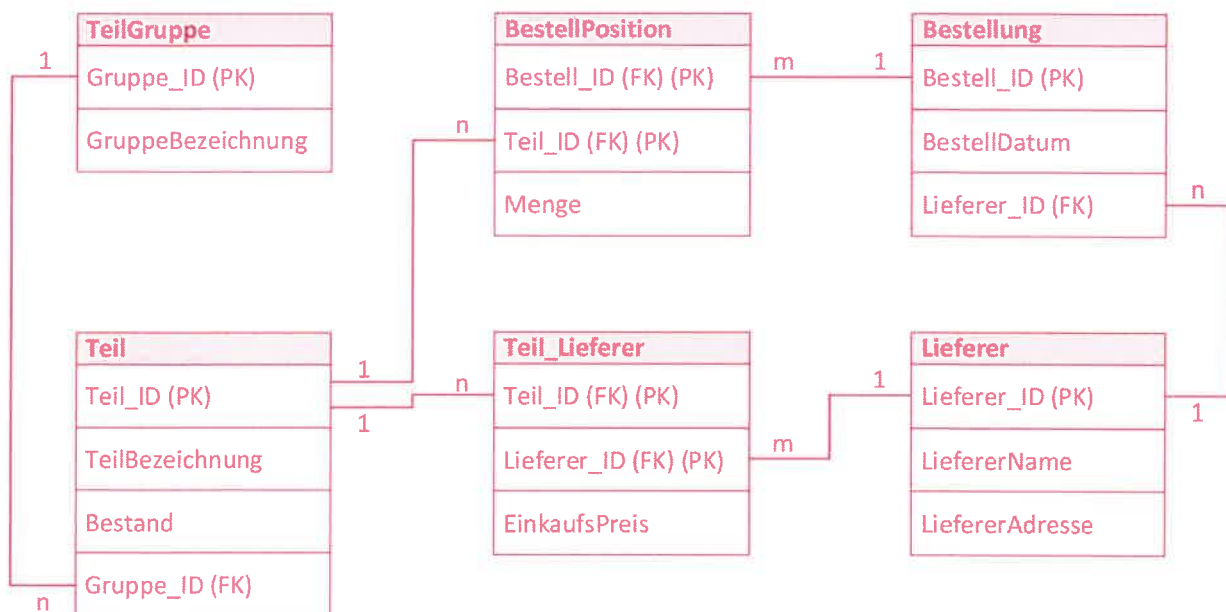 TeilGruppe
1
Gruppe_ID (PK)
GruppeBezeichnung
BestellPosition
Bestell_ID (FK) (PK)
m
1
n
Teil_ID (FK) (PK)
Menge
Bestellung
Bestell_ID (PK)
BestellDatum
Lieferer_ID (FK)
n
Teil
Teil_ID (PK)
1
1
TeilBezeichnung
Bestand
Gruppe_ID (FK)
n
Teil_Lieferer
n
Teil_ID (FK) (PK)
Lieferer_ID (FK) (PK)
m
EinkaufsPreis
Lieferer
1
Lieferer_ID (PK)
1
LiefererName
LiefererAdresse